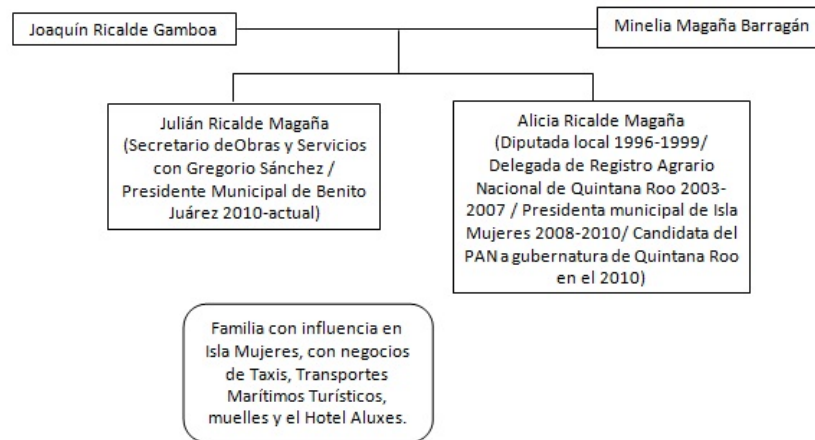 Joaquín Ricalde Gamboa
Minelia Magaña Barragán
Julián Ricalde Magaña
(Secretario deObras y Servicios
con Gregorio Sánchez /
Presidente Municipal de Benito
Juárez 2010-actual)
Alicia Ricalde Magaña
(Diputada local 1996-1999/
Delegada de Registro Agrario
Nacional de Quintana Roo 2003-
2007 / Presidenta municipal de Isla
Mujeres 2008-2010/ Candidata del
PAN a gubernatura de Quintana Roo
en el 2010)
Familia con influencia en
Isla Mujeres, con negocios
de Taxis, Transportes
Marítimos Turísticos,
muelles y el Hotel Aluxes.